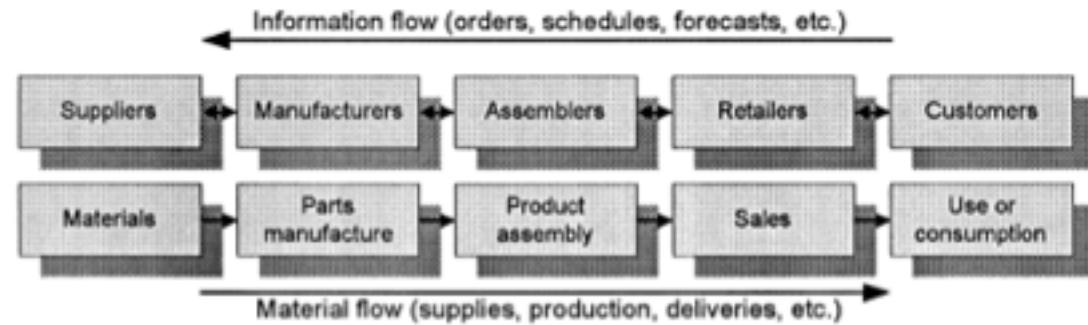 Information flow (orders, schedules, forecasts, etc.)
Suppliers
Manufacturers
Assemblers
Retailers
Customers
Materials
Parts
manufacture
Product
assembly
Sales
Use or
consumption
Material flow (supplies, production, deliveries, etc.)